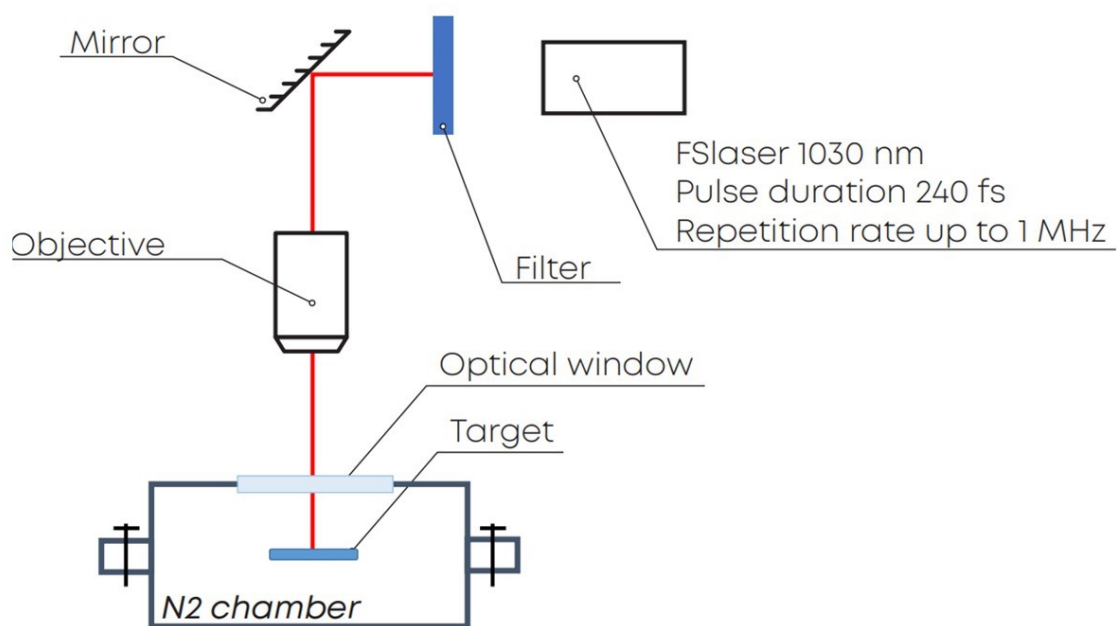 Mirror
FSlaser 1030 nm
Pulse duration 240 fs
Repetition rate up to 1 MHz
Objective
Filter
Optical window
Target
N2 chamber